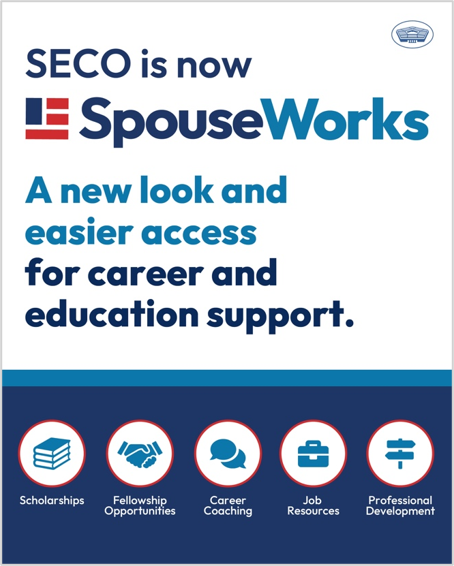 SECO is now
SpouseWorks
A new look and
easier access
for career and
education support.
Scholarships
Fellowship
Opportunities
Career
Coaching
Job
Resources
Professional
Development